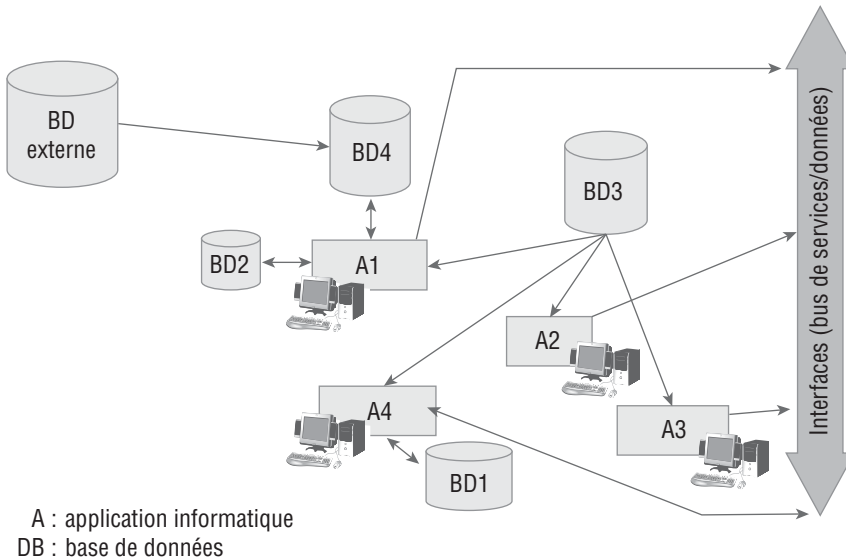 BD
externe
BD4
BD3
BD2
A1
A2
A4
A3
BD1
Interfaces (bus de services/données)
A : application informatique
DB : base de données